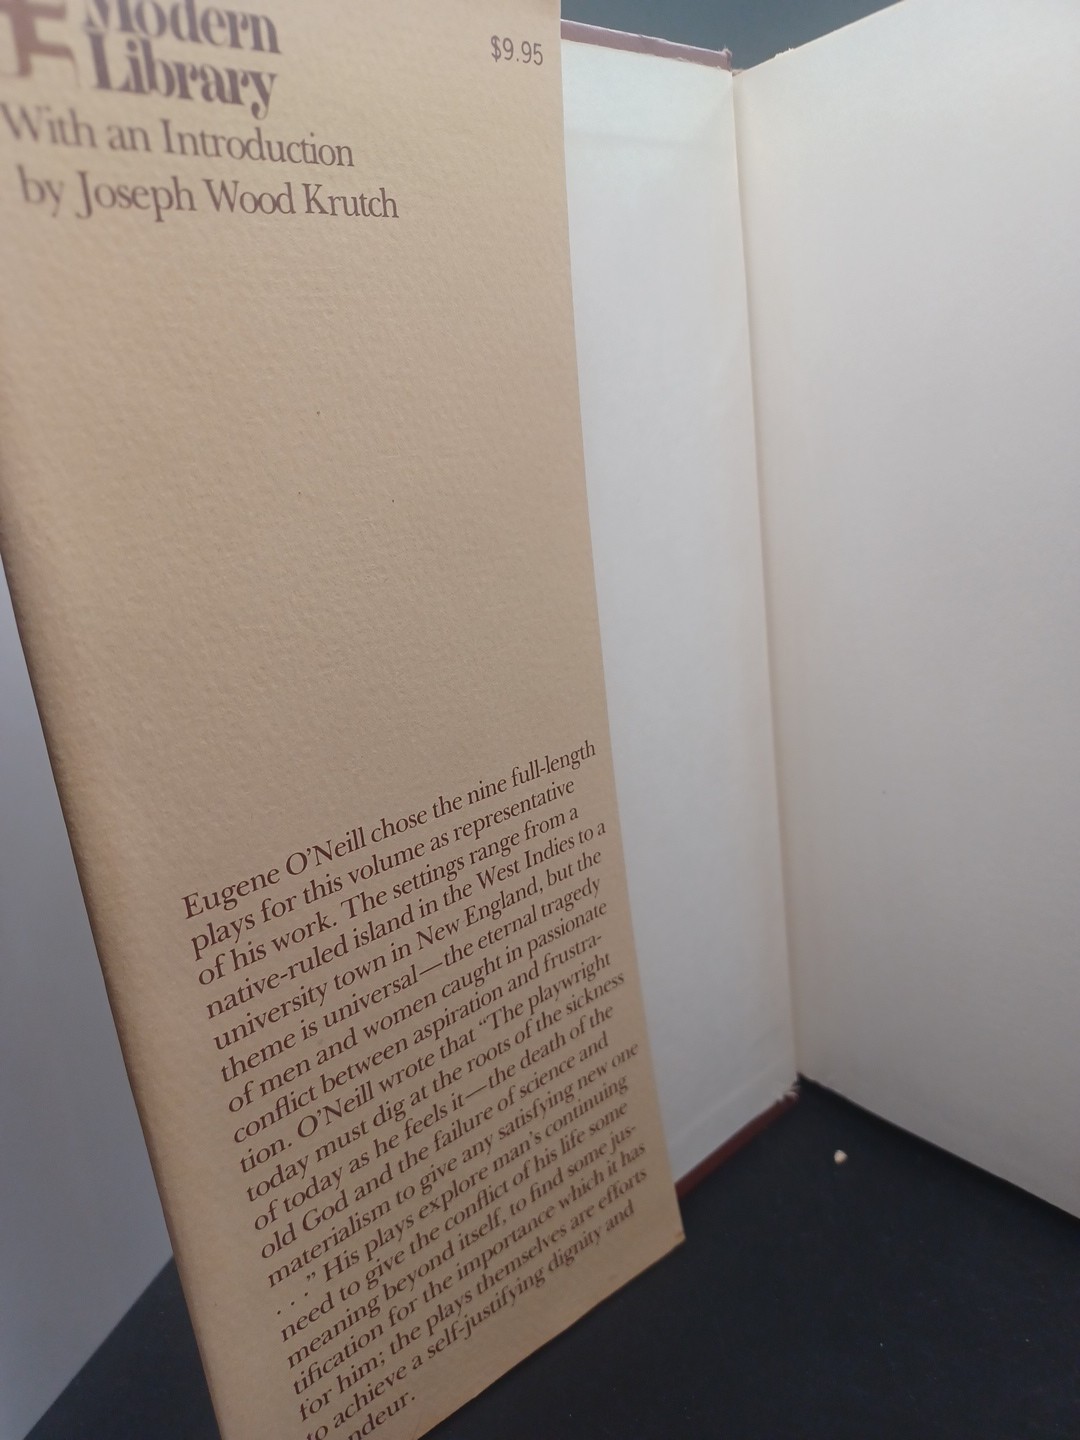 Modern
Library
$9.95
With an Introduction
by Joseph Wood Krutch
Eugene O'Neill chose the nine full-length
plays for this volume as representative
of his work. The settings range from a
native-ruled island in the West Indies to a
university town in New England, but the
theme is universal—the eternal tragedy
of men and women caught in passionate
conflict between aspiration and frustra-
tion. O'Neill wrote that “The playwright
today must dig at the roots of the sickness
of today as he feels it—the death of the
old God and the failure of science and
materialism to give any satisfying new one
. . . ” His plays explore man's continuing
need to give the conflict of his life some
meaning beyond itself, to find some jus-
tification for the importance which it has
for him; the plays themselves are efforts
to achieve a self-justifying dignity and
ndeur.